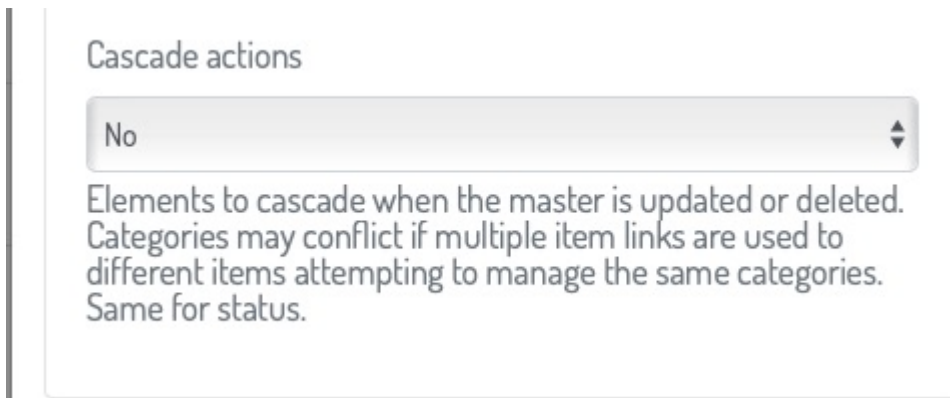 Cascade actions
No
Elements to cascade when the master is updated or deleted.
Categories may conflict if multiple item links are used to
different items attempting to manage the same categories.
Same for status.